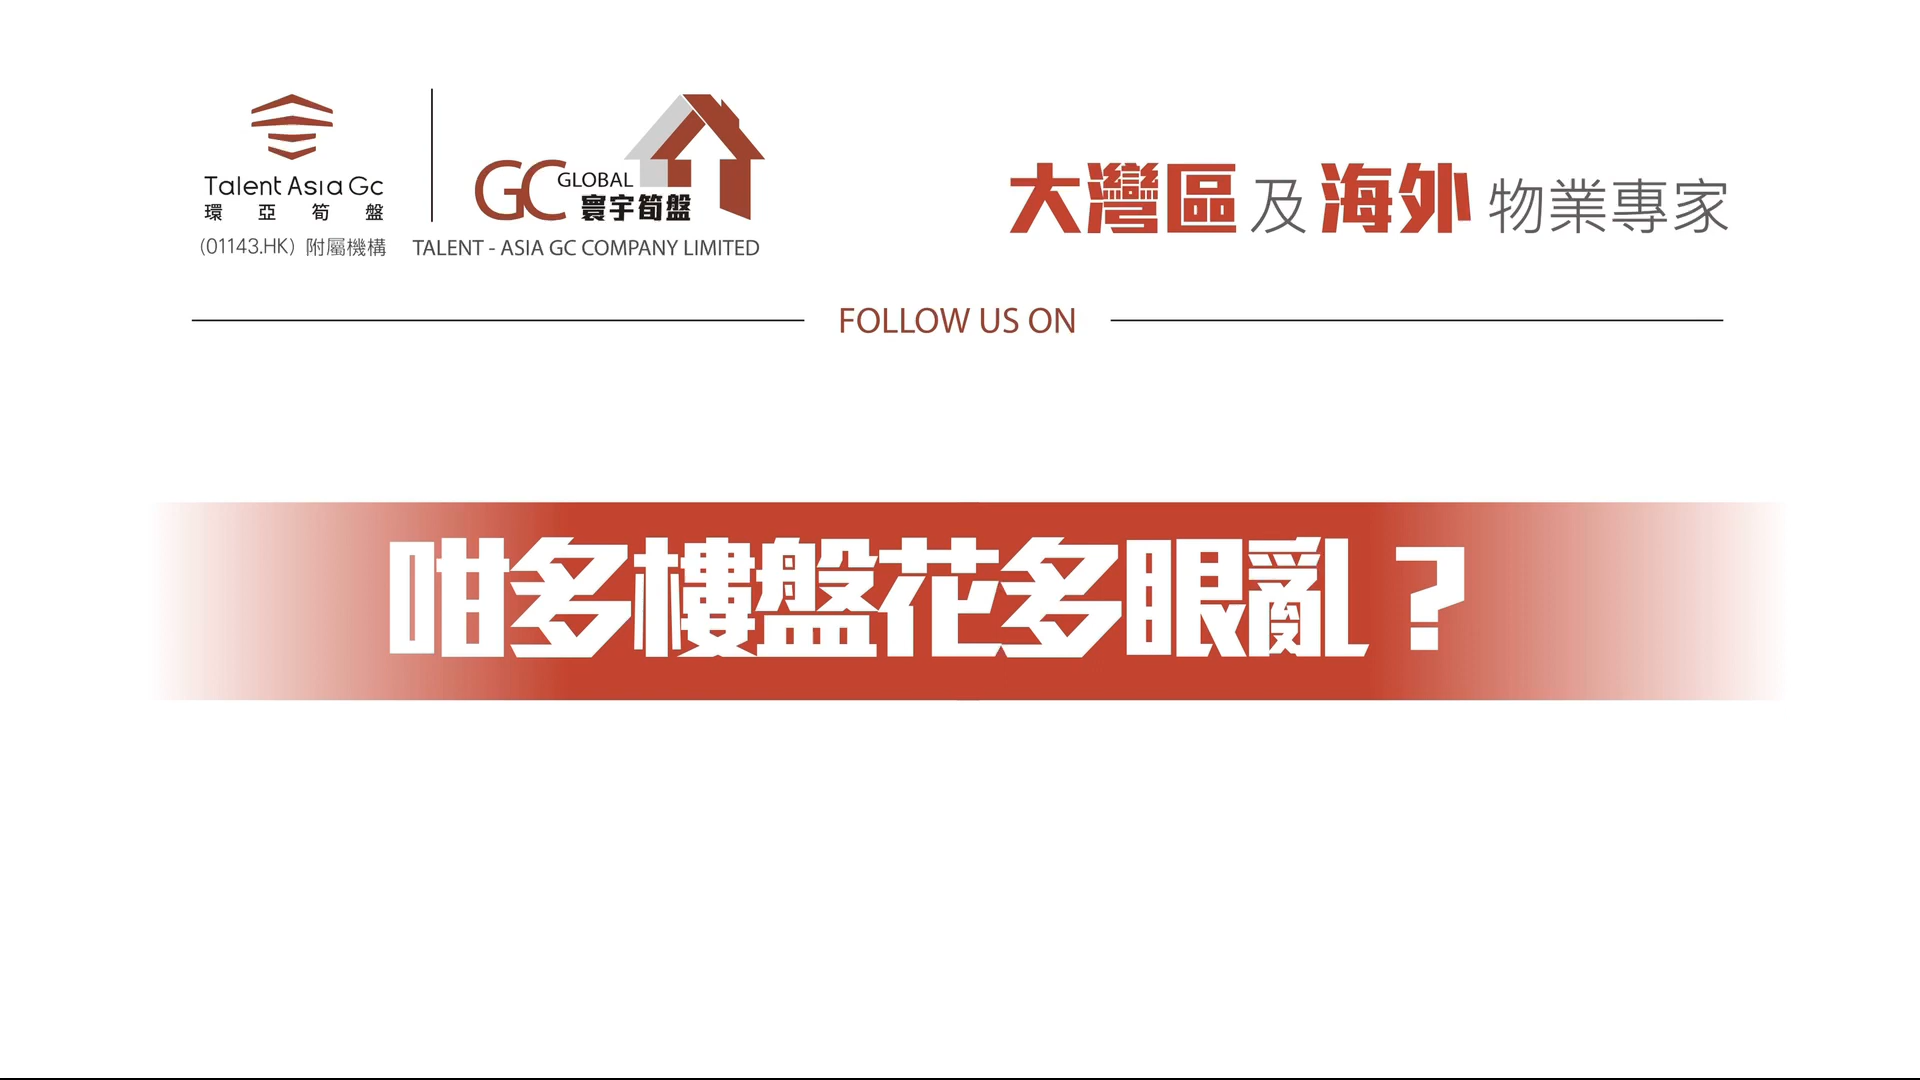 Talent Asia Gc
環亞筍盤
(01143.HK) 附屬機構
GC GLOBAL
寰宇筍盤
TALENT - ASIA GC COMPANY LIMITED
大灣區及海外物業專家
FOLLOW US ON
咁多樓盤花多眼亂？